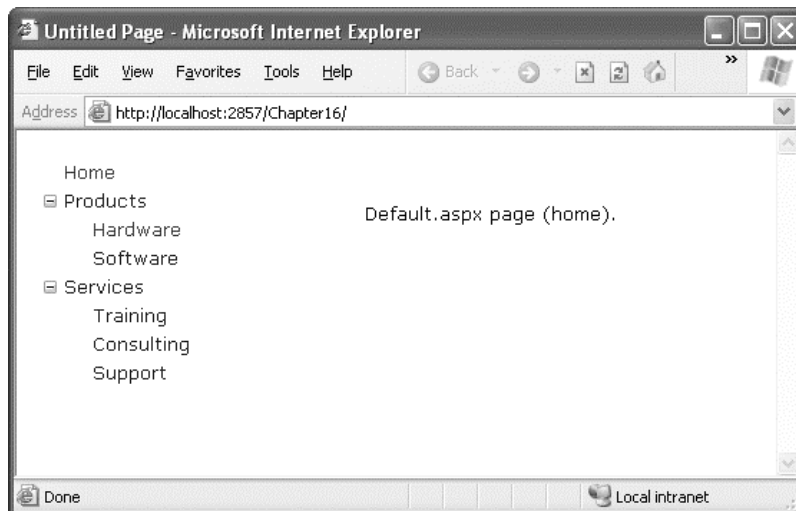 Untitled Page - Microsoft Internet Explorer
File Edit View Favorites Tools Help Back »
Address http://localhost:2857/Chapter16/
Home
Products
Hardware
Software
Services
Training
Consulting
Support
Default.aspx page (home).
Done Local intranet